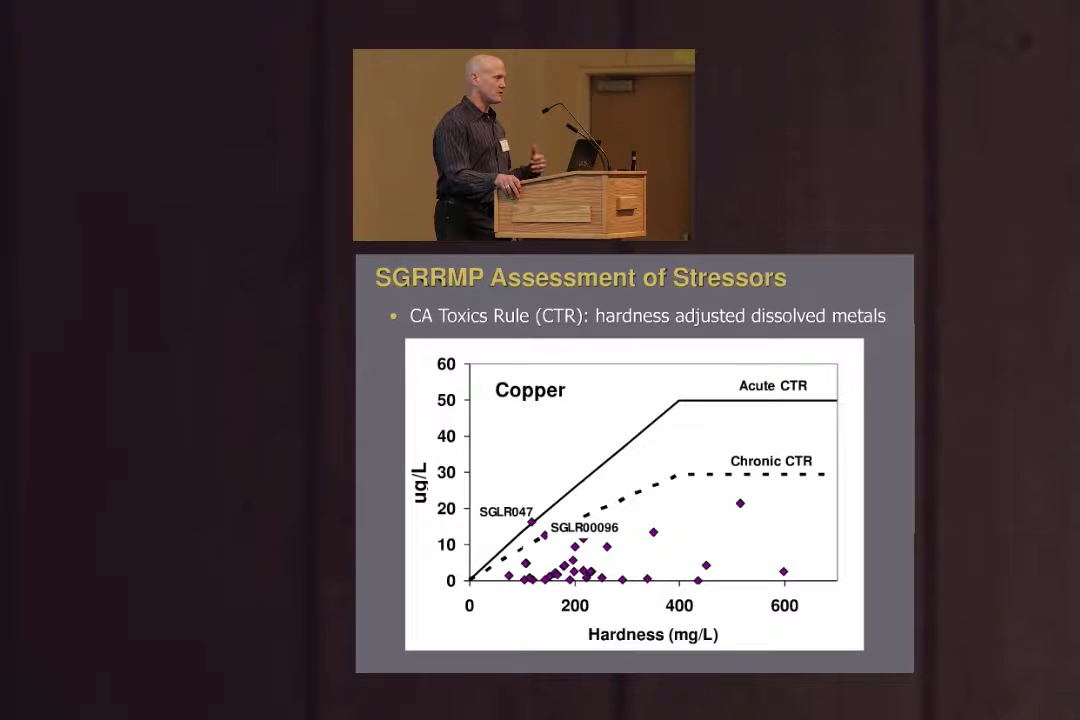 SGRRMP Assessment of Stressors
• CA Toxics Rule (CTR): hardness adjusted dissolved metals
Copper
Acute CTR
Chronic CTR
SGLR047
SGLR00096
ug/L
60
50
40
30
20
10
0
0 200 400 600
Hardness (mg/L)